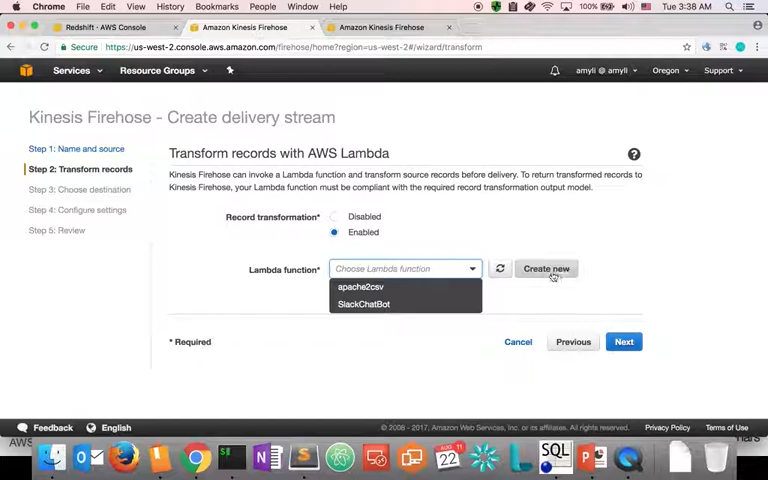 Chrome File Edit View History Bookmarks People Window Help 100% Tue 3:38 AM
Redshift · AWS Console
Amazon Kinesis Firehose
Amazon Kinesis Firehose
Secure https://us-west-2.console.aws.amazon.com/firehose/home?region=us-west-2#/wizard/transform
Services Resource Groups amyli @ amyli Oregon Support
Kinesis Firehose - Create delivery stream
Step 1: Name and source
Step 2: Transform records
Step 3: Choose destination
Step 4: Configure settings
Step 5: Review
Transform records with AWS Lambda
Kinesis Firehose can invoke a Lambda function and transform source records before delivery. To return transformed records to
Kinesis Firehose, your Lambda function must be compliant with the required record transformation output model.
Record transformation* Disabled
Enabled
Lambda function* Choose Lambda function Create new
apache2csv
SlackChatBot
* Required Cancel Previous Next
Feedback English © 2008 - 2017, Amazon Web Services, Inc. or its affiliates. All rights reserved. Privacy Policy Terms of Use
AWS
AUG
22
11
SQL